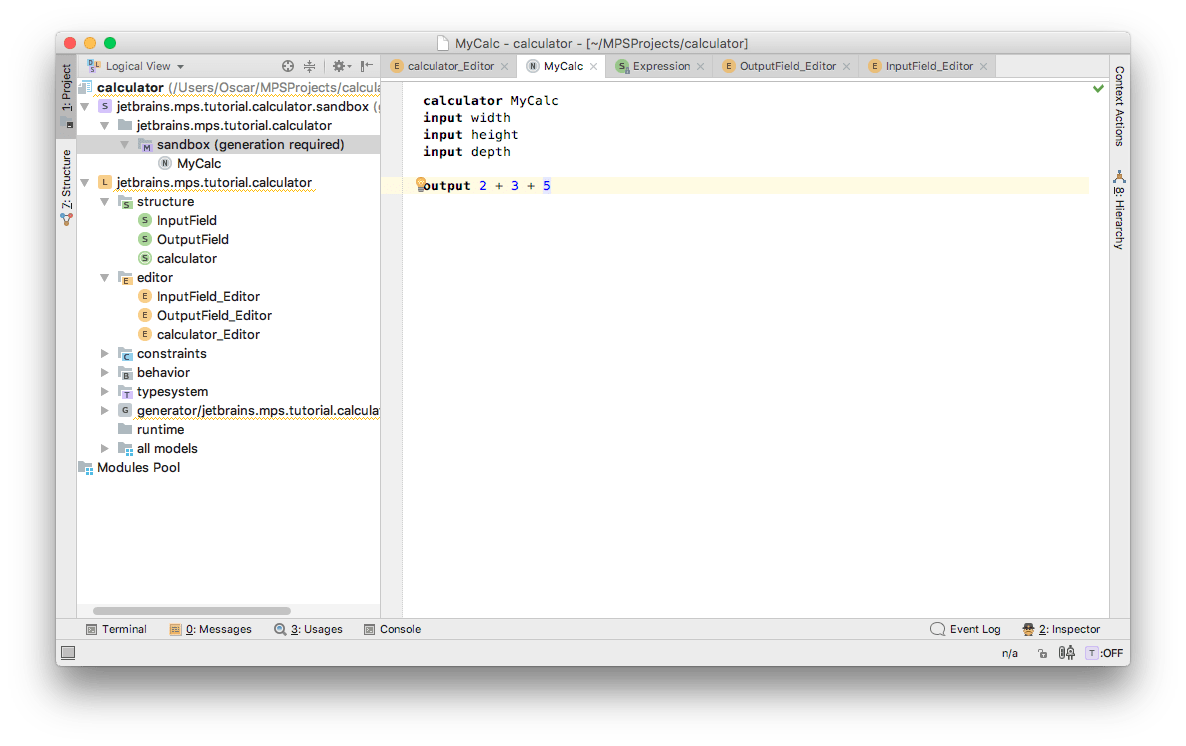 MyCalc - calculator - [~/MPSProjects/calculator]
1: Project
Z: Structure
Logical View
calculator (/Users/Oscar/MPSProjects/calcula
jetbrains.mps.tutorial.calculator.sandbox (g
jetbrains.mps.tutorial.calculator
sandbox (generation required)
MyCalc
jetbrains.mps.tutorial.calculator
structure
InputField
OutputField
calculator
editor
InputField_Editor
OutputField_Editor
calculator_Editor
constraints
behavior
typesystem
generator/jetbrains.mps.tutorial.calculat
runtime
all models
Modules Pool
calculator_Editor
MyCalc
Expression
OutputField_Editor
InputField_Editor
calculator MyCalc
input width
input height
input depth
output 2 + 3 + 5
Context Actions
8: Hierarchy
Terminal
0: Messages
3: Usages
Console
Event Log
2: Inspector
n/a
T :OFF